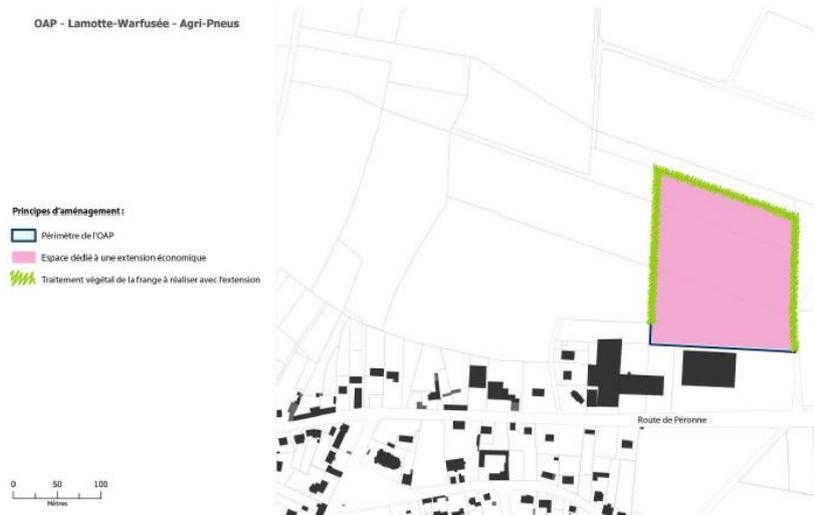 OAP - Lamotte-Warfusée - Agri-Pneus
Principes d'aménagement :
Périmètre de l'OAP
Espace dédié à une extension économique
Traitement végétal de la frange à réaliser avec l'extension
Route de Péronne
0 50 100
Mètres